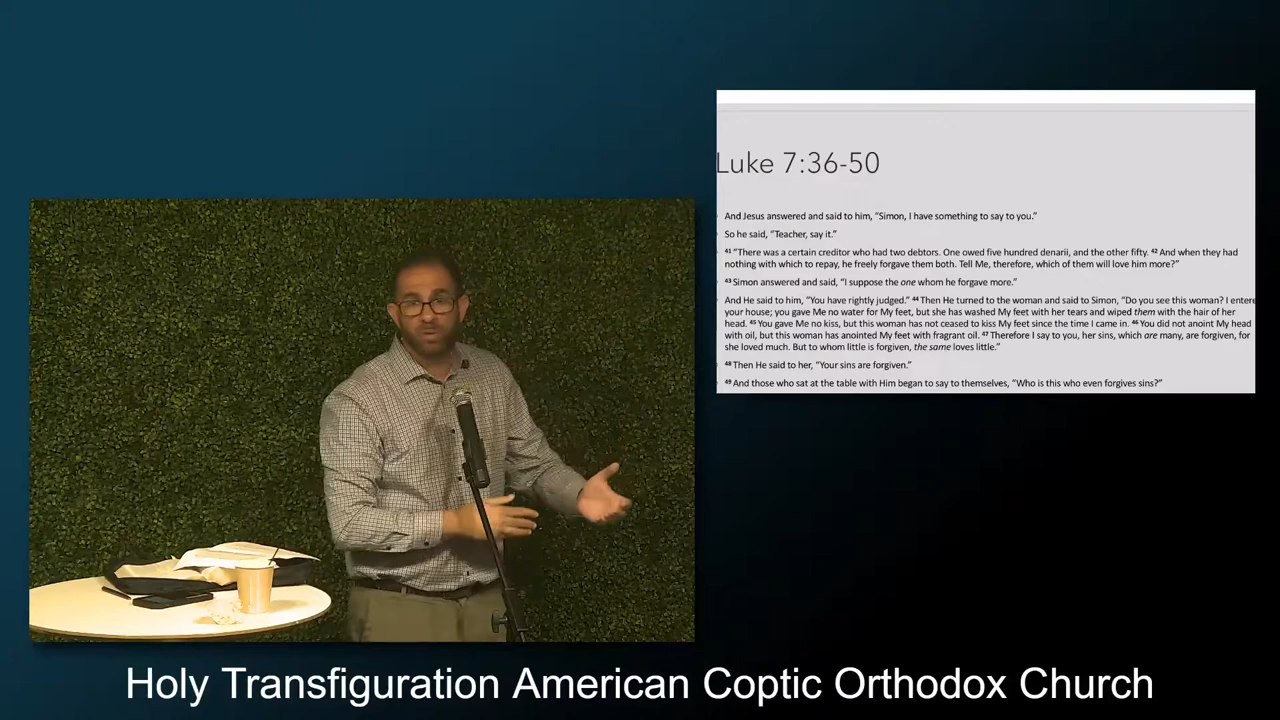 Luke 7:36-50
And Jesus answered and said to him, “Simon, I have something to say to you.”
So he said, “Teacher, say it.”
41 “There was a certain creditor who had two debtors. One owed five hundred denarii, and the other fifty. 42 And when they had
nothing with which to repay, he freely forgave them both. Tell Me, therefore, which of them will love him more?”
43 Simon answered and said, “I suppose the one whom he forgave more.”
And He said to him, “You have rightly judged.” 44 Then He turned to the woman and said to Simon, “Do you see this woman? I entere
your house; you gave Me no water for My feet, but she has washed My feet with her tears and wiped them with the hair of her
head. 45 You gave Me no kiss, but this woman has not ceased to kiss My feet since the time I came in. 46 You did not anoint My head
with oil, but this woman has anointed My feet with fragrant oil. 47 Therefore I say to you, her sins, which are many, are forgiven, for
she loved much. But to whom little is forgiven, the same loves little.”
48 Then He said to her, “Your sins are forgiven.”
49 And those who sat at the table with Him began to say to themselves, “Who is this who even forgives sins?”
Holy Transfiguration American Coptic Orthodox Church